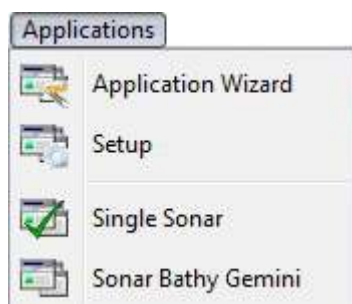 Applications
Application Wizard
Setup
Single Sonar
Sonar Bathy Gemini